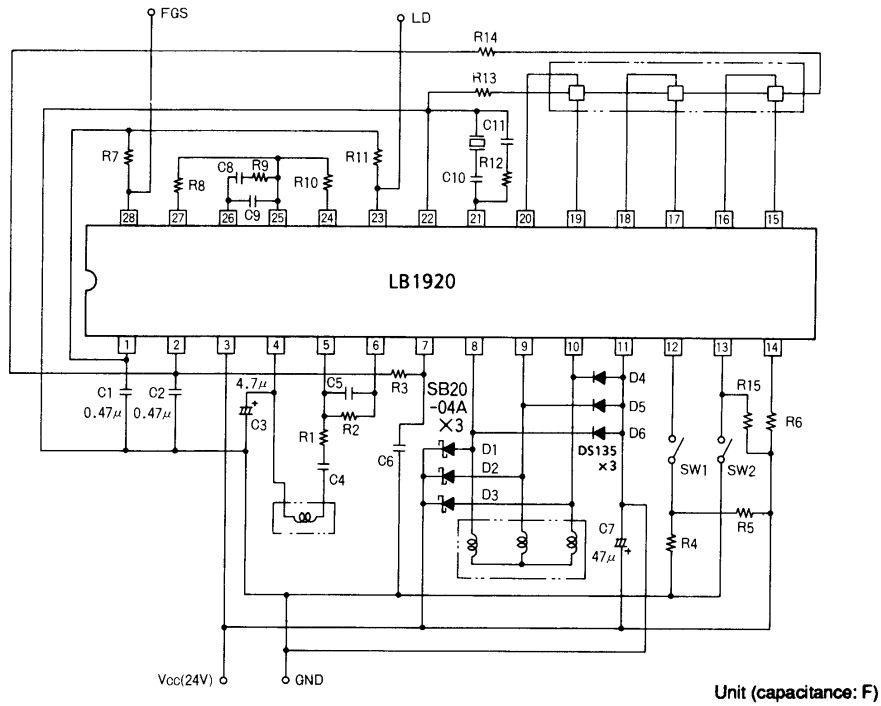 FGS
LD
R14
R13
C11
R7
R11
R12
C8
R9
R8
R10
C10
C9
28
27
26
25
24
23
22
21
20
19
18
17
16
15
LB1920
1
2
3
4
5
6
7
8
9
10
11
12
13
14
C1
0.47μ
C2
0.47μ
4.7μ
+
C3
C5
R1
R2
C4
R3
C6
SB20
-04A
×3
D1
D2
D3
D4
D5
D6
DS135
×3
C7
47μ
+
SW1
SW2
R15
R6
R4
R5
Vcc(24V)
GND
Unit (capacitance: F)